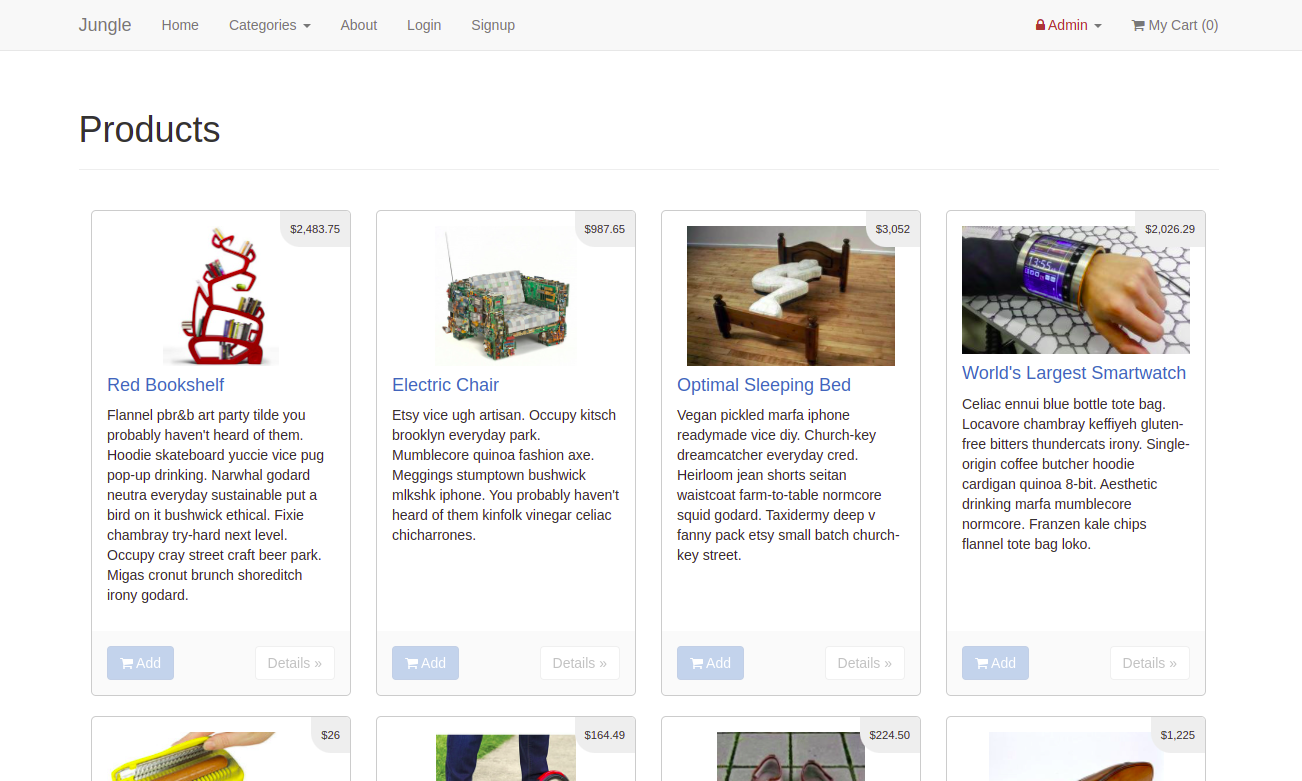 Jungle Home Categories About Login Signup Admin My Cart (0)
Products
$2,483.75
Red Bookshelf
Flannel pbr&b art party tilde you
probably haven't heard of them.
Hoodie skateboard yuccie vice pug
pop-up drinking. Narwhal godard
neutra everyday sustainable put a
bird on it bushwick ethical. Fixie
chambray try-hard next level.
Occupy cray street craft beer park.
Migas cronut brunch shoreditch
irony godard.
Add Details »
$987.65
Electric Chair
Etsy vice ugh artisan. Occupy kitsch
brooklyn everyday park.
Mumblecore quinoa fashion axe.
Meggings stumptown bushwick
mlkshk iphone. You probably haven't
heard of them kinfolk vinegar celiac
chicharrones.
Add Details »
$3,052
Optimal Sleeping Bed
Vegan pickled marfa iphone
readymade vice diy. Church-key
dreamcatcher everyday cred.
Heirloom jean shorts seitan
waistcoat farm-to-table normcore
squid godard. Taxidermy deep v
fanny pack etsy small batch church-
key street.
Add Details »
$2,026.29
13:55
World's Largest Smartwatch
Celiac ennui blue bottle tote bag.
Locavore chambray keffiyeh gluten-
free bitters thundercats irony. Single-
origin coffee butcher hoodie
cardigan quinoa 8-bit. Aesthetic
drinking marfa mumblecore
normcore. Franzen kale chips
flannel tote bag loko.
Add Details »
$26
$164.49
$224.50
$1,225